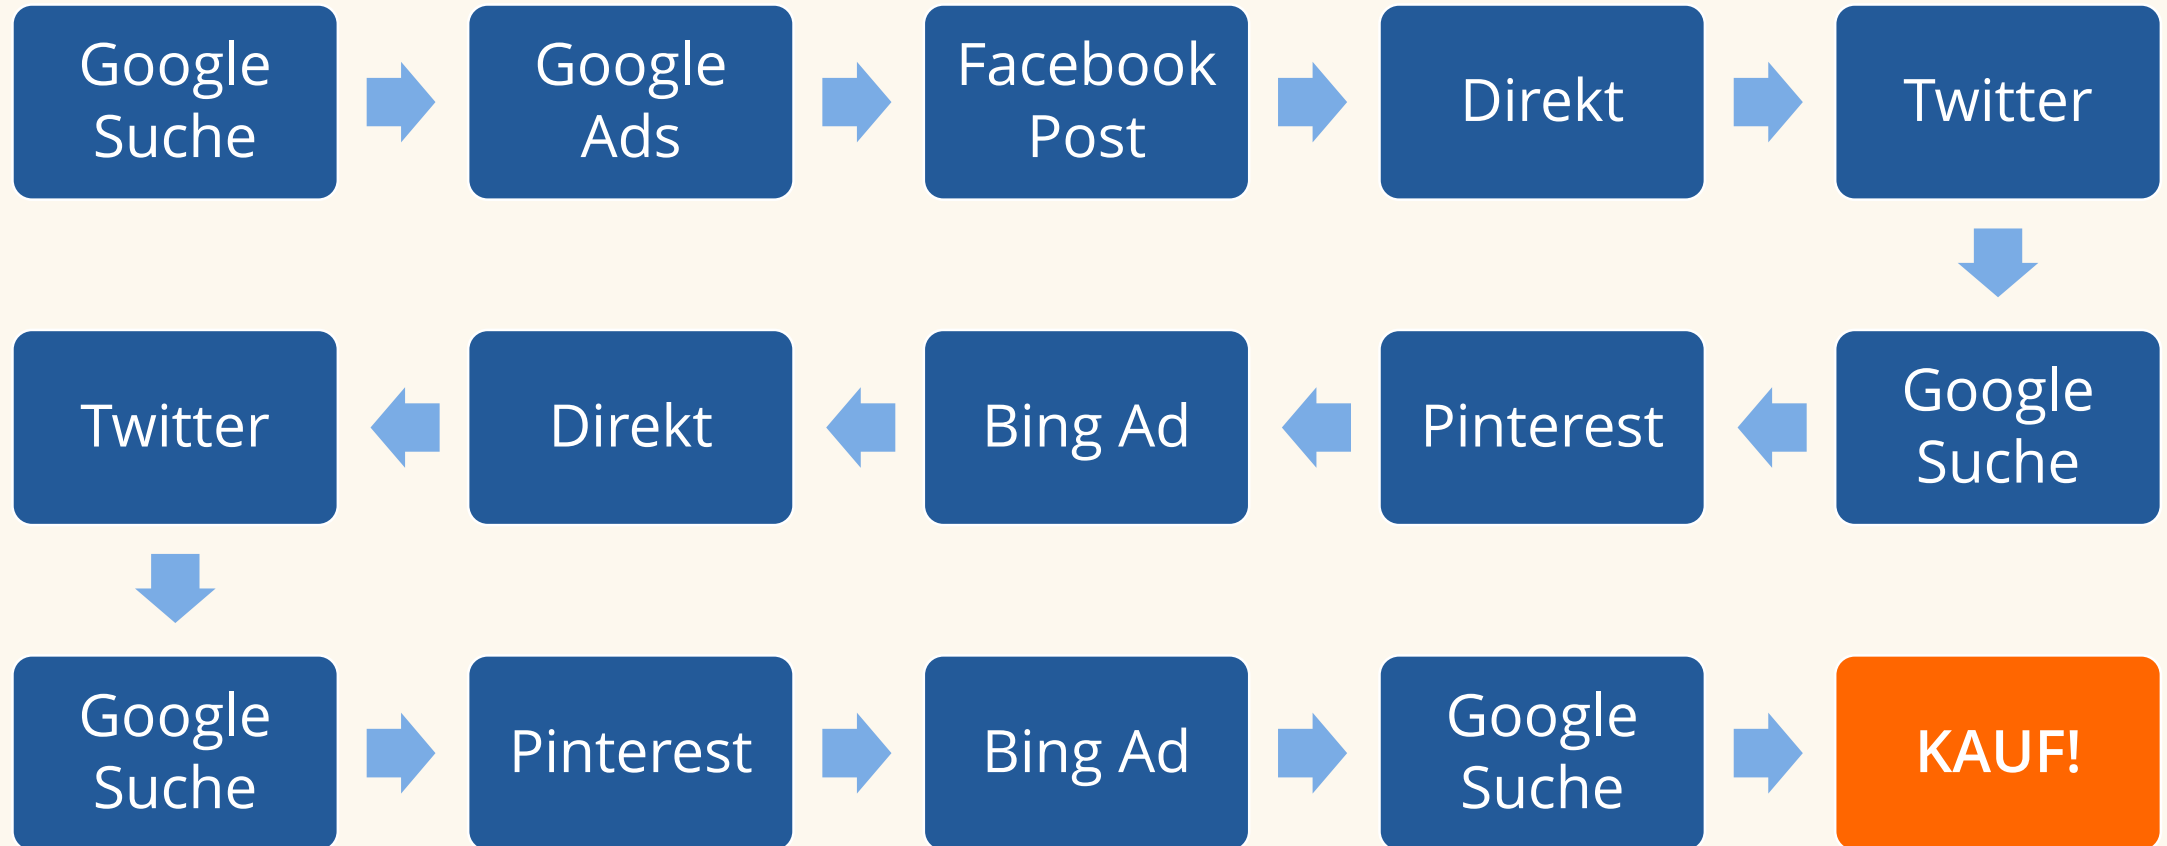 Google
Suche
Google
Ads
Facebook
Post
Direkt
Twitter
Google
Suche
Pinterest
Bing Ad
Direkt
Twitter
Google
Suche
Pinterest
Bing Ad
Google
Suche
KAUF!